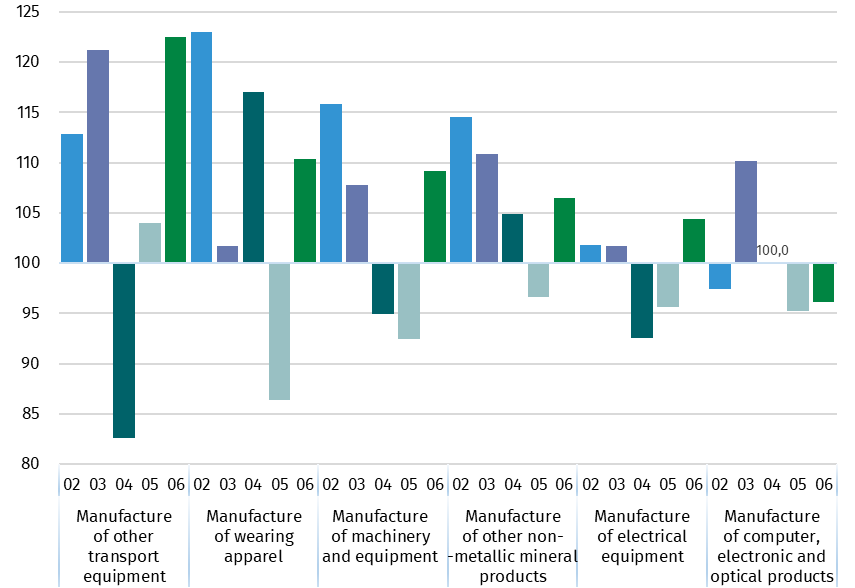 125
120
115
110
105
100
95
90
85
80
100,0
02 03 04 05 06 02 03 04 05 06 02 03 04 05 06 02 03 04 05 06 02 03 04 05 06 02 03 04 05 06
Manufacture
of other
transport
equipment
Manufacture
of wearing
apparel
Manufacture
of machinery
and equipment
Manufacture
of other non-
-metallic mineral
products
Manufacture
of electrical
equipment
Manufacture
of computer,
electronic and
optical products